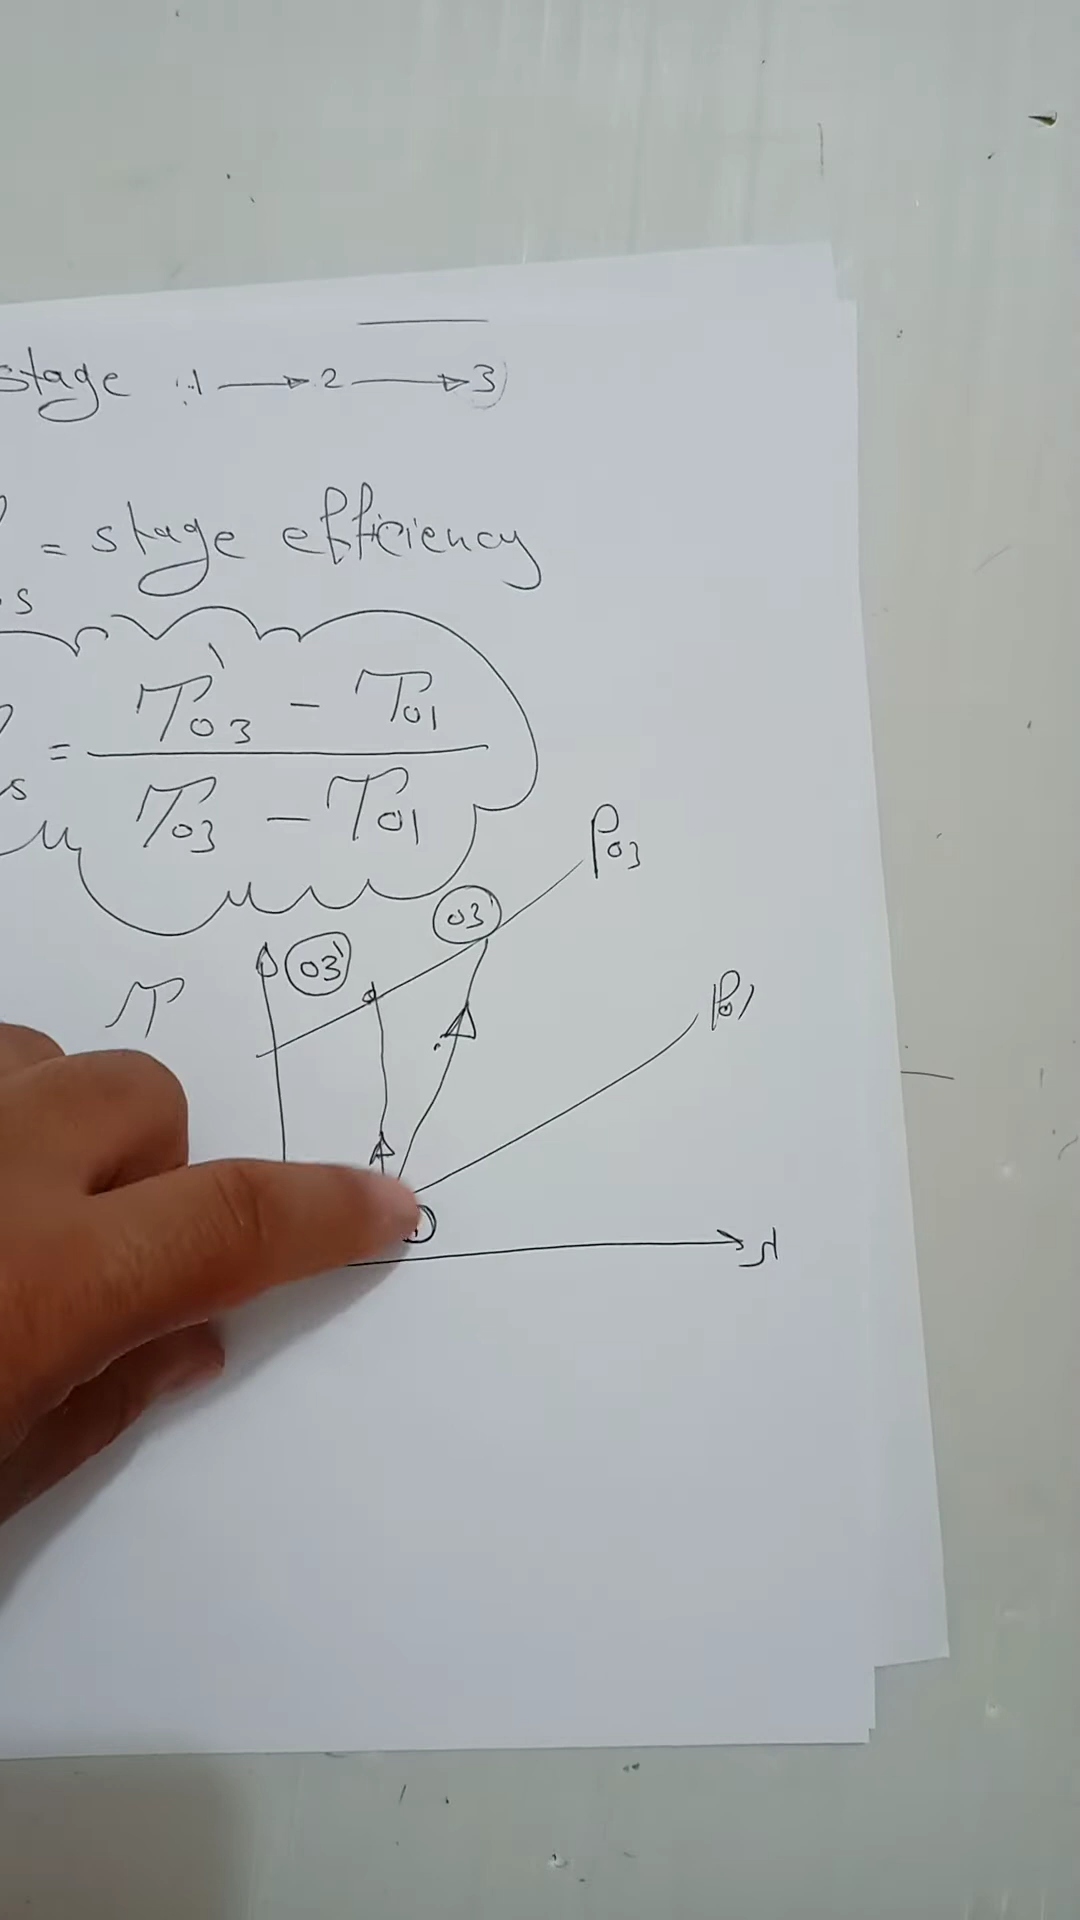 stage :1 → 2 → 3
= stage efficiency
s
T`03 - T01
s =
T03 - T01
P03
03'
03`
T
P01
s